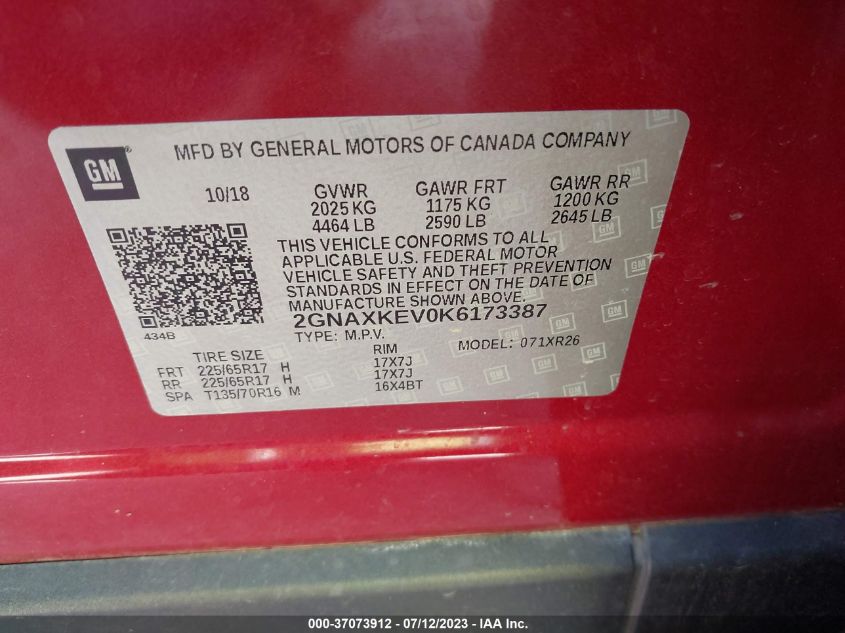 GM
MFD BY GENERAL MOTORS OF CANADA COMPANY
10/18 GVWR GAWR FRT GAWR RR
2025 KG 1175 KG 1200 KG
4464 LB 2590 LB 2645 LB
THIS VEHICLE CONFORMS TO ALL
APPLICABLE U.S. FEDERAL MOTOR
VEHICLE SAFETY AND THEFT PREVENTION
STANDARDS IN EFFECT ON THE DATE OF
MANUFACTURE SHOWN ABOVE.
2GNAXKEV0K6173387
434B
TYPE: M.P.V. MODEL: 071XR26
TIRE SIZE RIM
FRT 225/65R17 H 17X7J
RR 225/65R17 H 17X7J
SPA T135/70R16 M 16X4BT
000-37073912 - 07/12/2023 - IAA Inc.